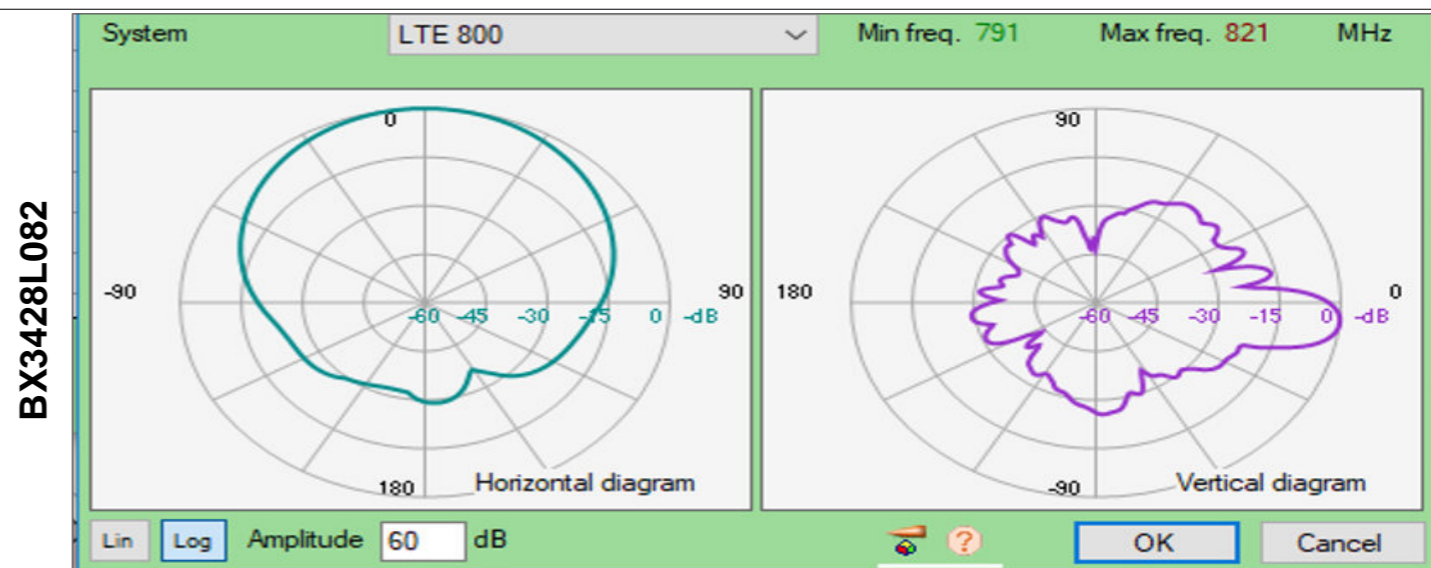 BX3428L082
System LTE 800 Min freq. 791 Max freq. 821 MHz
0
-90 90
-60 -45 -30 -15 0 -dB
180 Horizontal diagram
90
180 0
-60 -45 -30 -15 0 -dB
-90 Vertical diagram
Lin Log Amplitude 60 dB ? OK Cancel